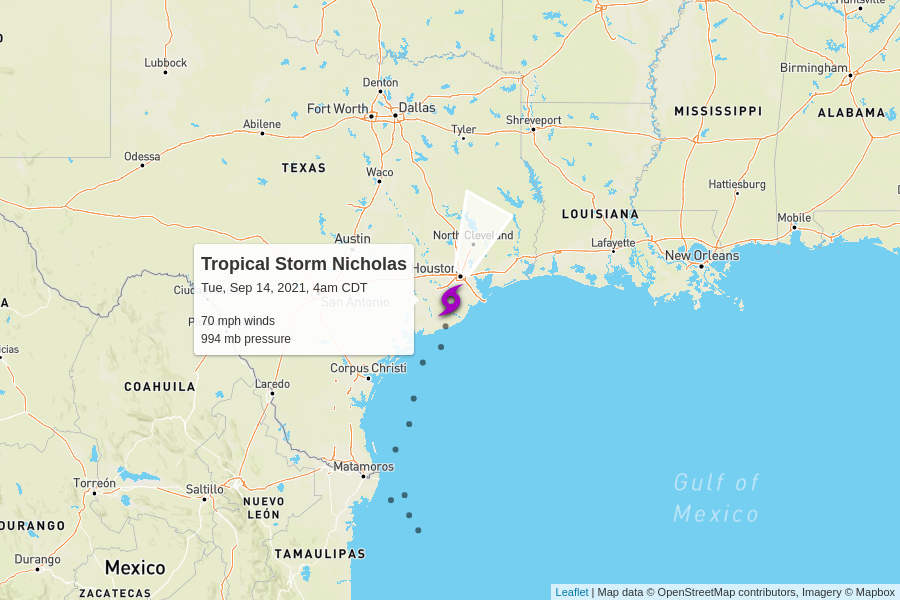 Huntsville
Lubbock
Birmingham
Denton
Fort Worth
Dallas
MISSISSIPPI
ALABAMA
Abilene
Shreveport
Tyler
Odessa
TEXAS
Waco
Hattiesburg
LOUISIANA
Mobile
Austin
North Cleveland
Lafayette
New Orleans
Houston
Tropical Storm Nicholas
Tue, Sep 14, 2021, 4am CDT
San Antonio
70 mph winds
994 mb pressure
Corpus Christi
COAHUILA
Laredo
Matamoros
Torreón
Saltillo
NUEVO
LEÓN
Gulf of
Mexico
DURANGO
TAMAULIPAS
Durango
Mexico
ZACATECAS
Leaflet | Map data © OpenStreetMap contributors, Imagery © Mapbox